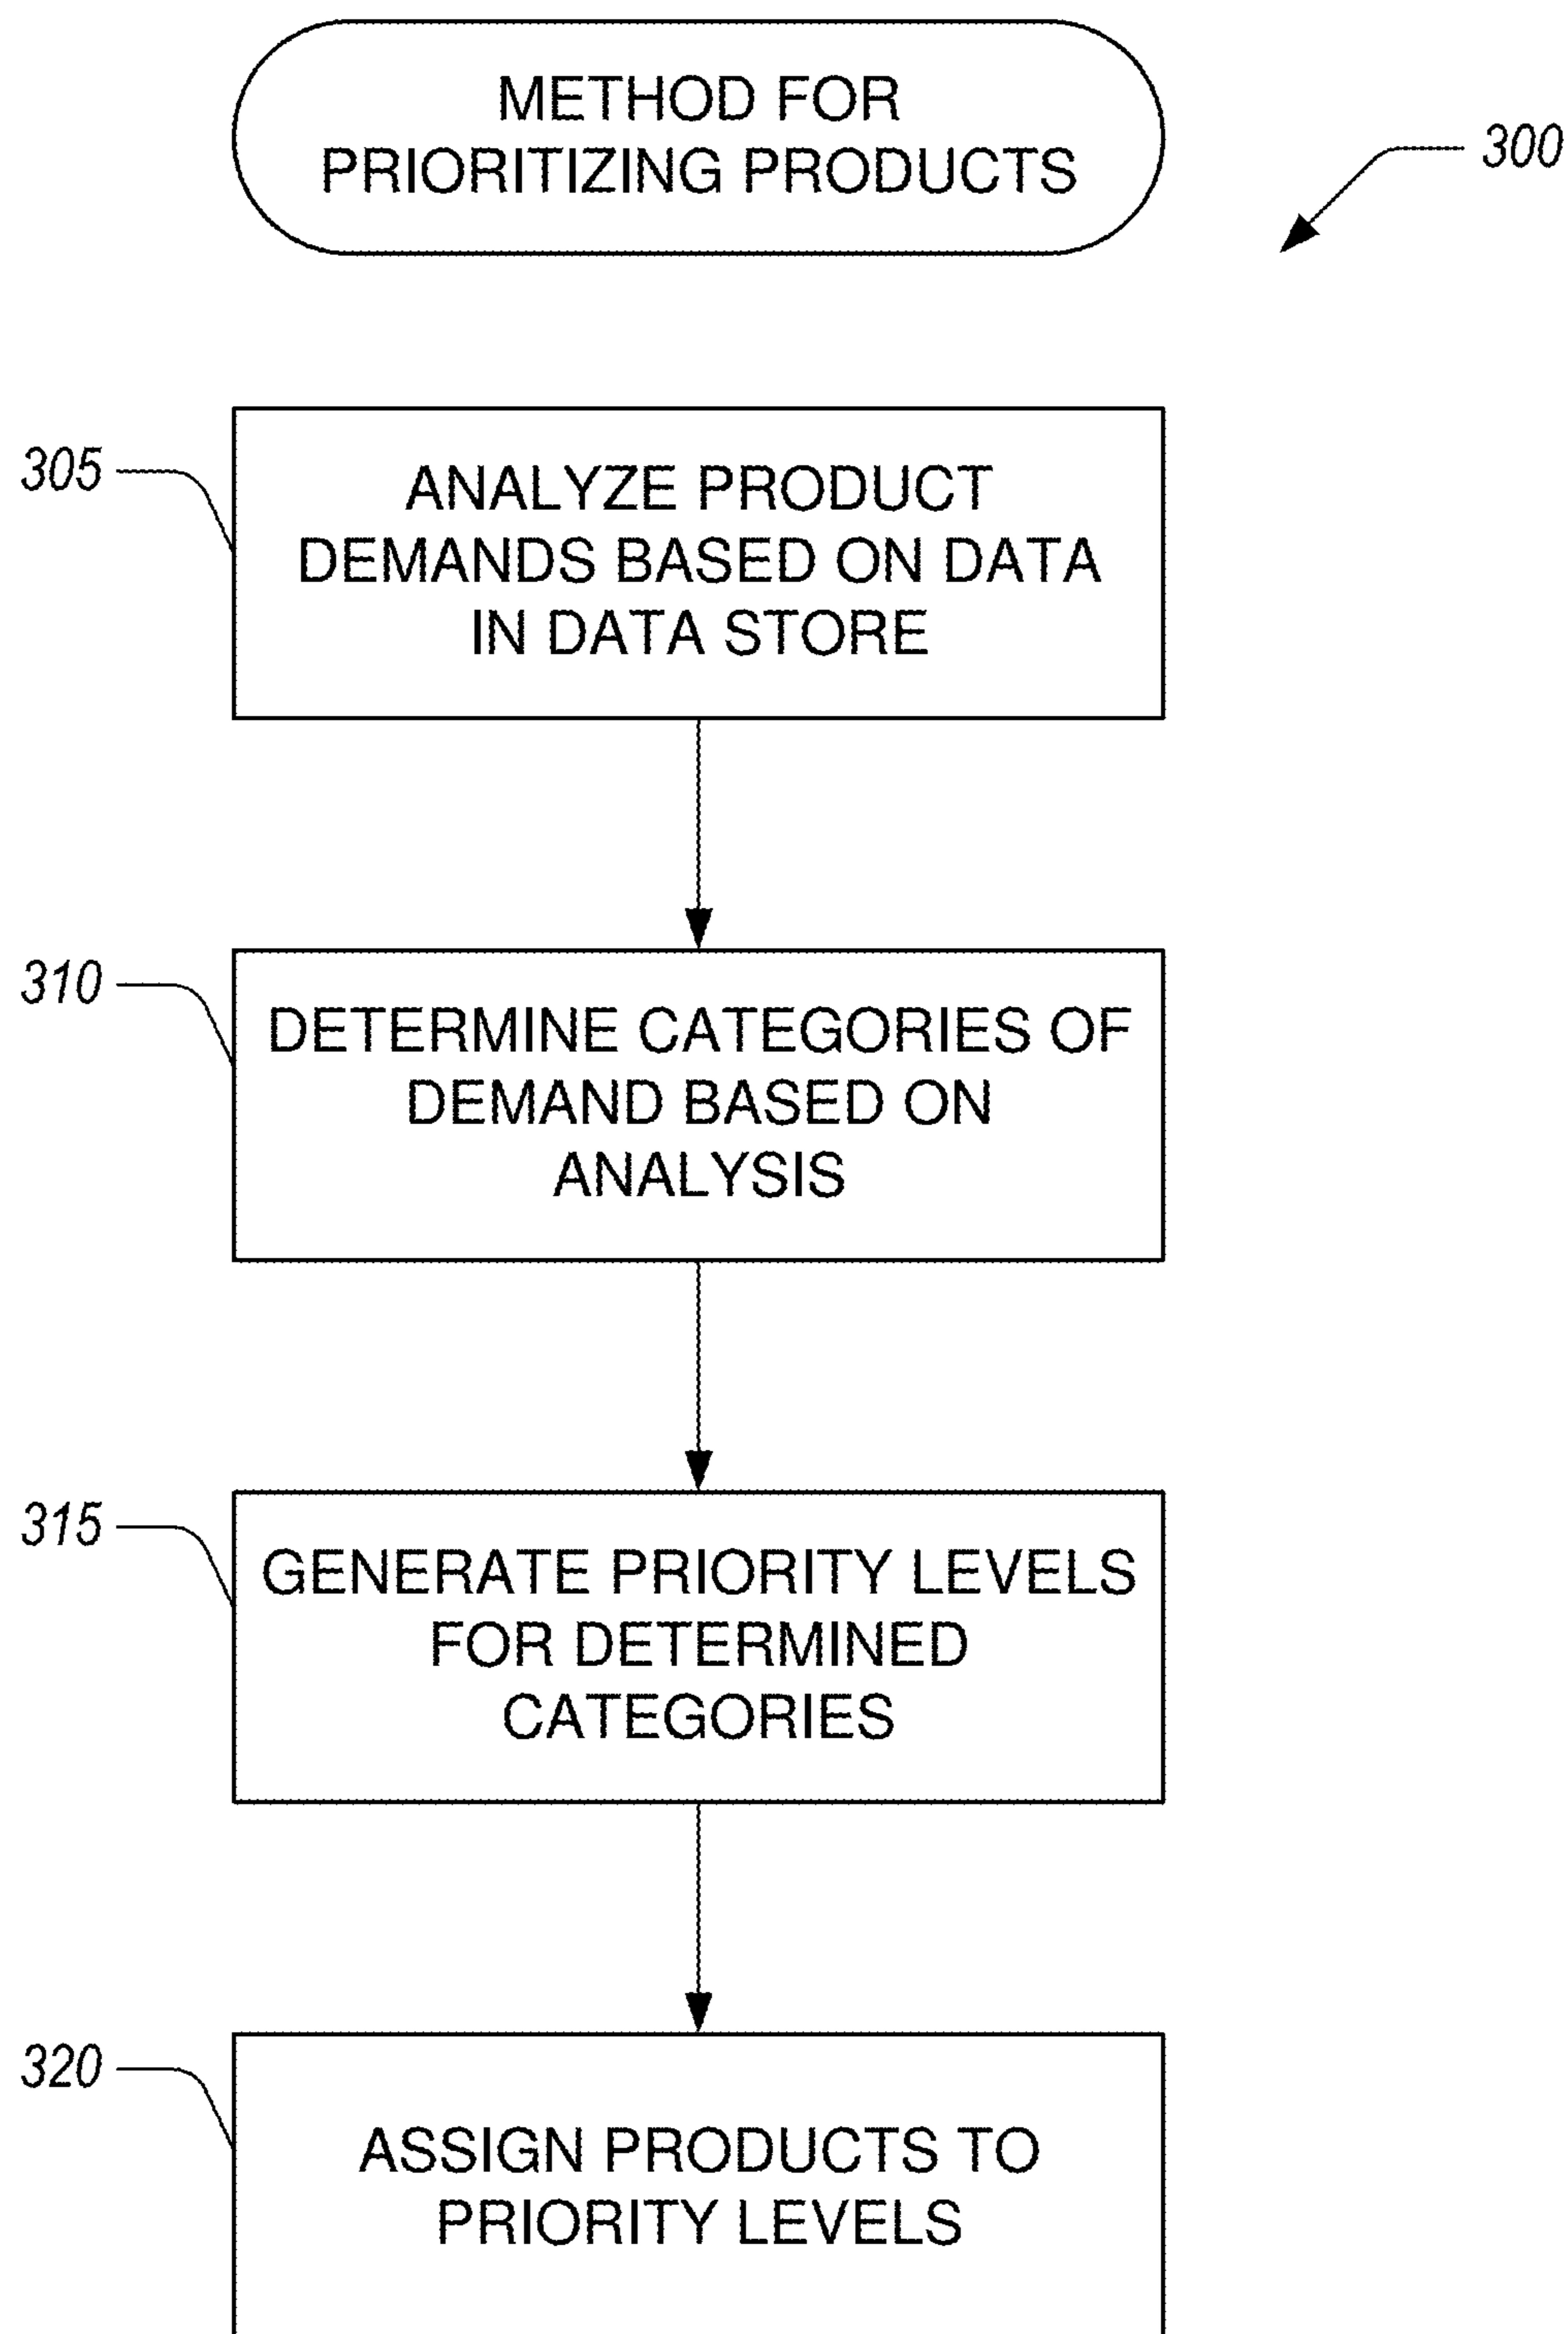 METHOD FOR
PRIORITIZING PRODUCTS
300
305
ANALYZE PRODUCT
DEMANDS BASED ON DATA
IN DATA STORE
310
DETERMINE CATEGORIES OF
DEMAND BASED ON
ANALYSIS
315
GENERATE PRIORITY LEVELS
FOR DETERMINED
CATEGORIES
320
ASSIGN PRODUCTS TO
PRIORITY LEVELS